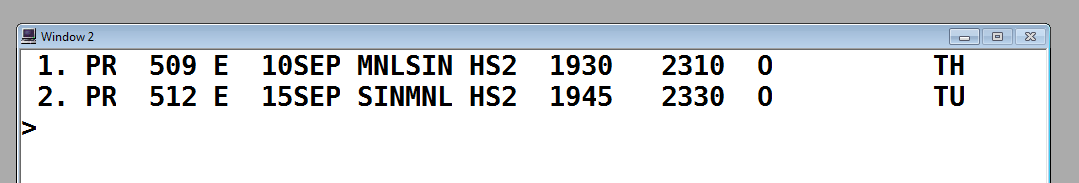 Window 2
1. PR 509 E 10SEP MNLSIN HS2 1930 2310 O TH
2. PR 512 E 15SEP SINMNL HS2 1945 2330 O TU
>